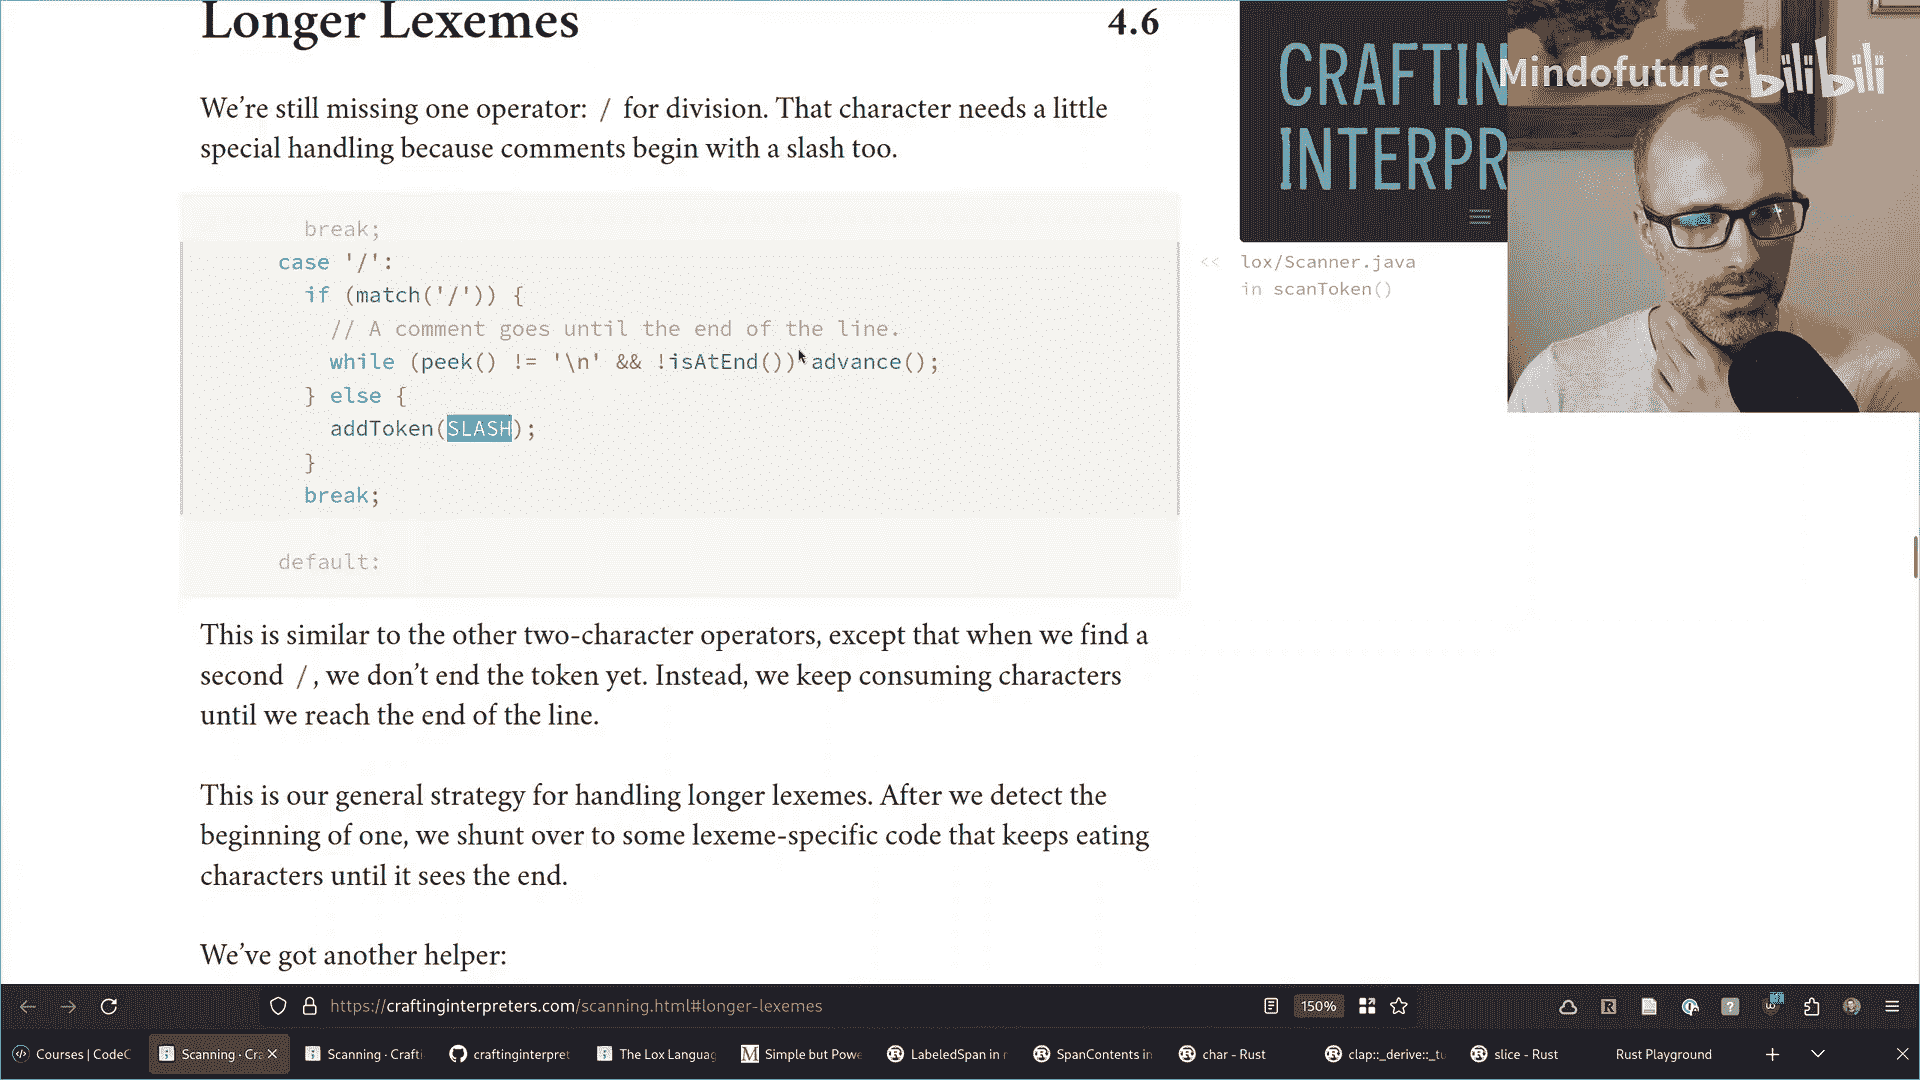 Longer Lexemes 4.6
We're still missing one operator: / for division. That character needs a little
special handling because comments begin with a slash too.
break;
case '/':
if (match('/')) {
// A comment goes until the end of the line.
while (peek() != '\n' && !isAtEnd()) advance();
} else {
addToken(SLASH);
}
break;
default:
This is similar to the other two-character operators, except that when we find a
second /, we don't end the token yet. Instead, we keep consuming characters
until we reach the end of the line.
This is our general strategy for handling longer lexemes. After we detect the
beginning of one, we shunt over to some lexeme-specific code that keeps eating
characters until it sees the end.
We've got another helper:
CRAFTIN
INTERPR
<< lox/Scanner.java
in scanToken()
Mindofuture bilibili
https://craftinginterpreters.com/scanning.html#longer-lexemes
150%
Courses | CodeC
Scanning · Cra
Scanning · Crafti
craftinginterpret
The Lox Languag
Simple but Powe
LabeledSpan in r
SpanContents in
char - Rust
clap::_derive::_tu
slice - Rust
Rust Playground